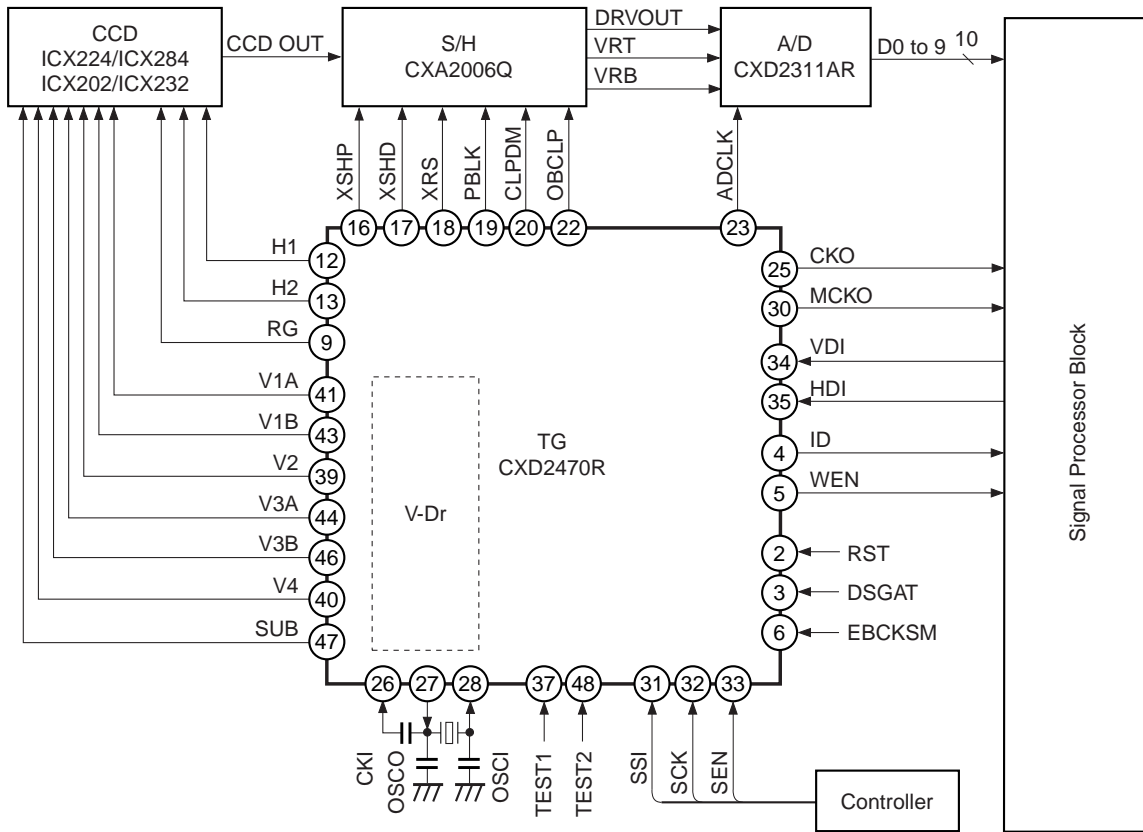 CCD
ICX224/ICX284
ICX202/ICX232
CCD OUT
S/H
CXA2006Q
DRVOUT
VRT
VRB
A/D
CXD2311AR
D0 to 9
10
Signal Processor Block
XSHP
XSHD
XRS
PBLK
CLPDM
OBCLP
ADCLK
16
17
18
19
20
22
23
H1
12
H2
13
RG
9
V1A
41
V1B
43
V2
39
V3A
44
V3B
46
V4
40
SUB
47
V-Dr
TG
CXD2470R
25
CKO
30
MCKO
34
VDI
35
HDI
4
ID
5
WEN
2
RST
3
DSGAT
6
EBCKSM
26
27
28
37
48
31
32
33
CKI
OSCO
OSCI
TEST1
TEST2
SSI
SCK
SEN
Controller